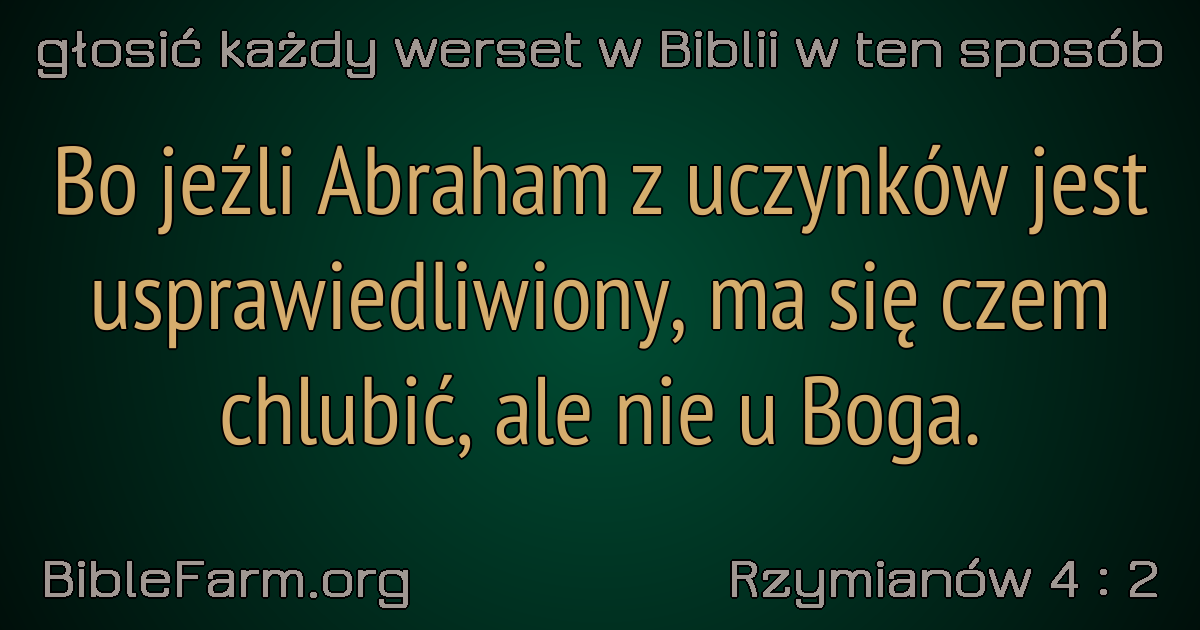 głosić każdy werset w Biblii w ten sposób
Bo jeźli Abraham z uczynków jest
usprawiedliwiony, ma się czem
chlubić, ale nie u Boga.
BibleFarm.org
Rzymianów 4 : 2